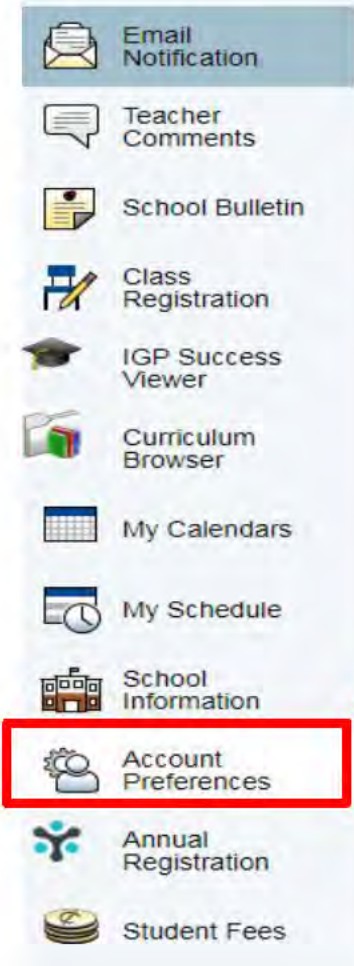 Email
Notification
Teacher
Comments
School Bulletin
Class
Registration
IGP Success
Viewer
Curriculum
Browser
My Calendars
My Schedule
School
Information
Account
Preferences
Annual
Registration
Student Fees